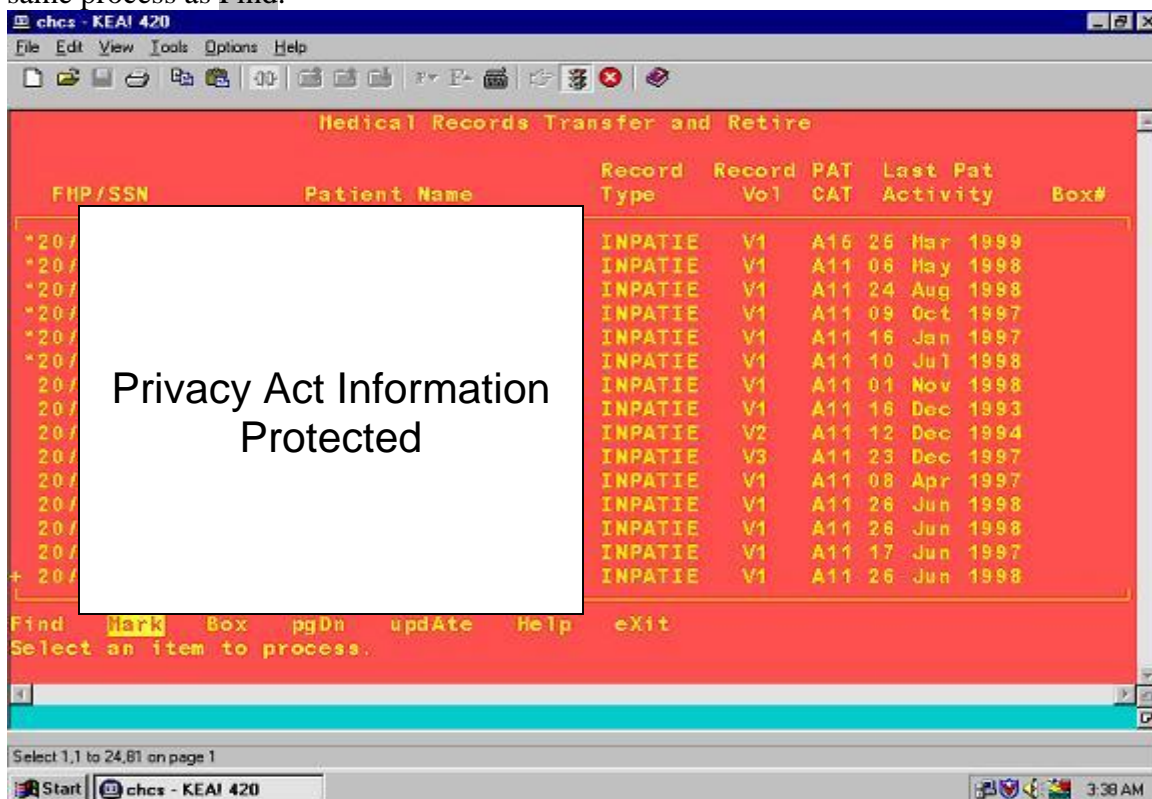 same process as Find.
chcs - KEA! 420
File Edit View Tools Options Help
Medical Records Transfer and Retire
Record Record PAT Last Pat
FMP/SSN Patient Name Type Vol CAT Activity Box#
*20/ INPATIE V1 A16 26 Mar 1999
*20/ INPATIE V1 A11 06 May 1998
*20/ INPATIE V1 A11 24 Aug 1998
*20/ INPATIE V1 A11 09 Oct 1997
*20/ INPATIE V1 A11 16 Jan 1997
*20/ INPATIE V1 A11 10 Jul 1998
20/ INPATIE V1 A11 01 Nov 1998
20/ INPATIE V1 A11 16 Dec 1993
20/ INPATIE V2 A11 12 Dec 1994
20/ INPATIE V3 A11 23 Dec 1997
20/ INPATIE V1 A11 08 Apr 1997
20/ INPATIE V1 A11 26 Jun 1998
20/ INPATIE V1 A11 26 Jun 1998
20/ INPATIE V1 A11 17 Jun 1997
+ 20/ INPATIE V1 A11 26 Jun 1998
Privacy Act Information
Protected
Find Mark Box pgDn updAte Help eXit
Select an item to process.
Select 1,1 to 24,81 on page 1
Start chcs - KEA! 420 3:38 AM